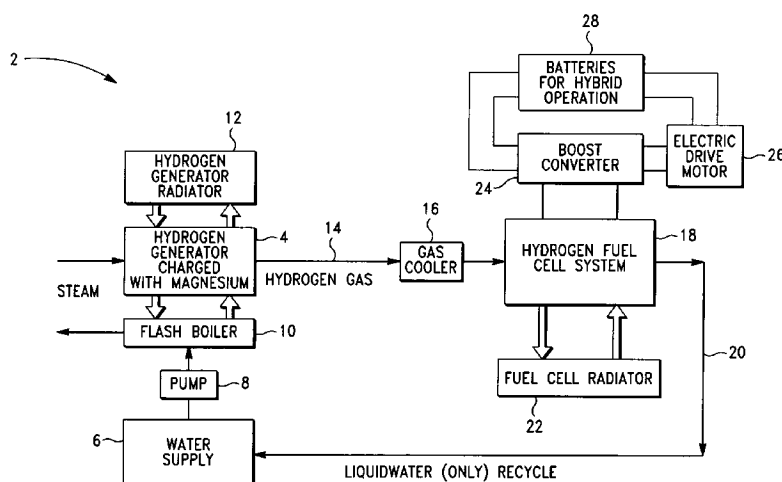 2
28
BATTERIES
FOR HYBRID
OPERATION
12
HYDROGEN
GENERATOR
RADIATOR
BOOST
CONVERTER
24
ELECTRIC
DRIVE
MOTOR
26
4
14
16
18
HYDROGEN
GENERATOR
CHARGED
WITH MAGNESIUM
HYDROGEN GAS
GAS
COOLER
HYDROGEN FUEL
CELL SYSTEM
STEAM
FLASH BOILER
10
20
PUMP
8
FUEL CELL RADIATOR
22
6
WATER
SUPPLY
LIQUIDWATER (ONLY) RECYCLE